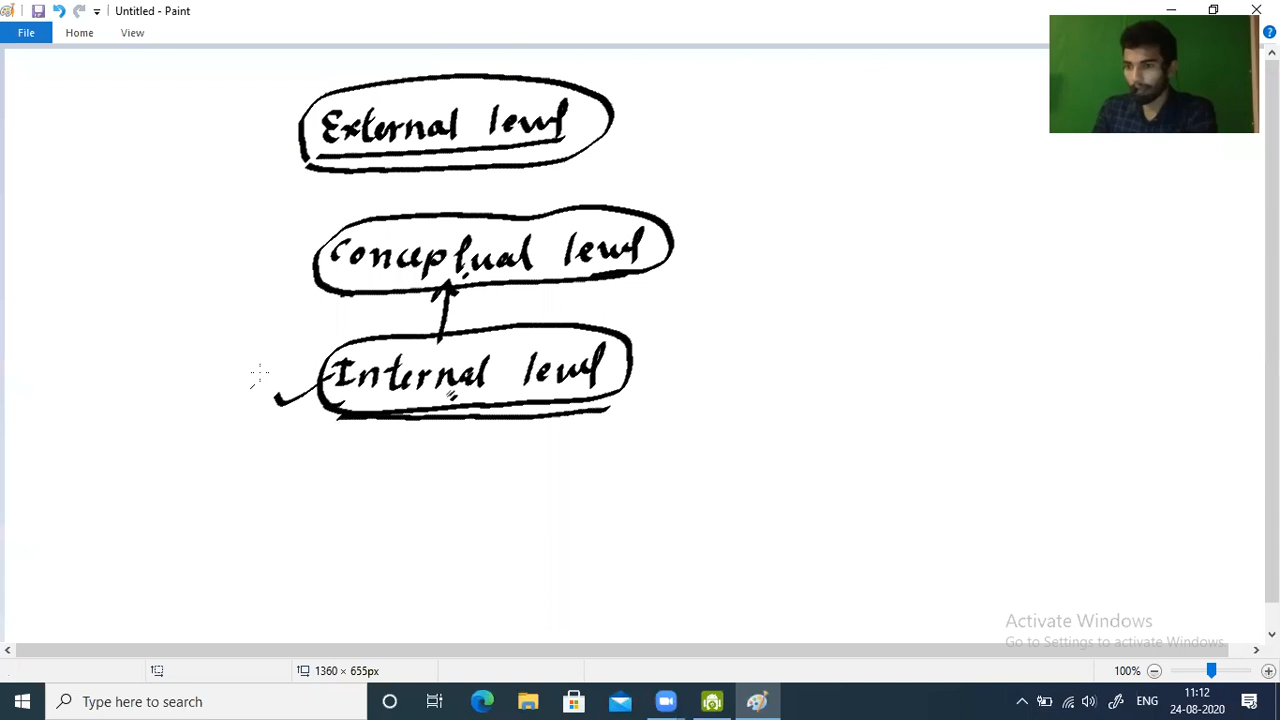 Untitled - Paint
File Home View
External level
Conceptual level
Internal level
Activate Windows
Go to Settings to activate Windows.
1360 × 655px 100%
Type here to search
ENG
11:12
24-08-2020